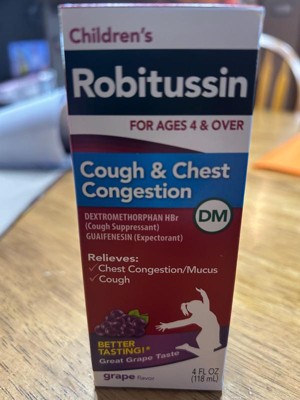 Children's
Robitussin
FOR AGES 4 & OVER
Cough & Chest
Congestion
DM
DEXTROMETHORPHAN HBr
(Cough Suppressant)
GUAIFENESIN (Expectorant)
Relieves:
✓Chest Congestion/Mucus
✓Cough
BETTER
TASTING!*
Great Grape Taste
grape flavor
4 FL OZ
(118 mL)